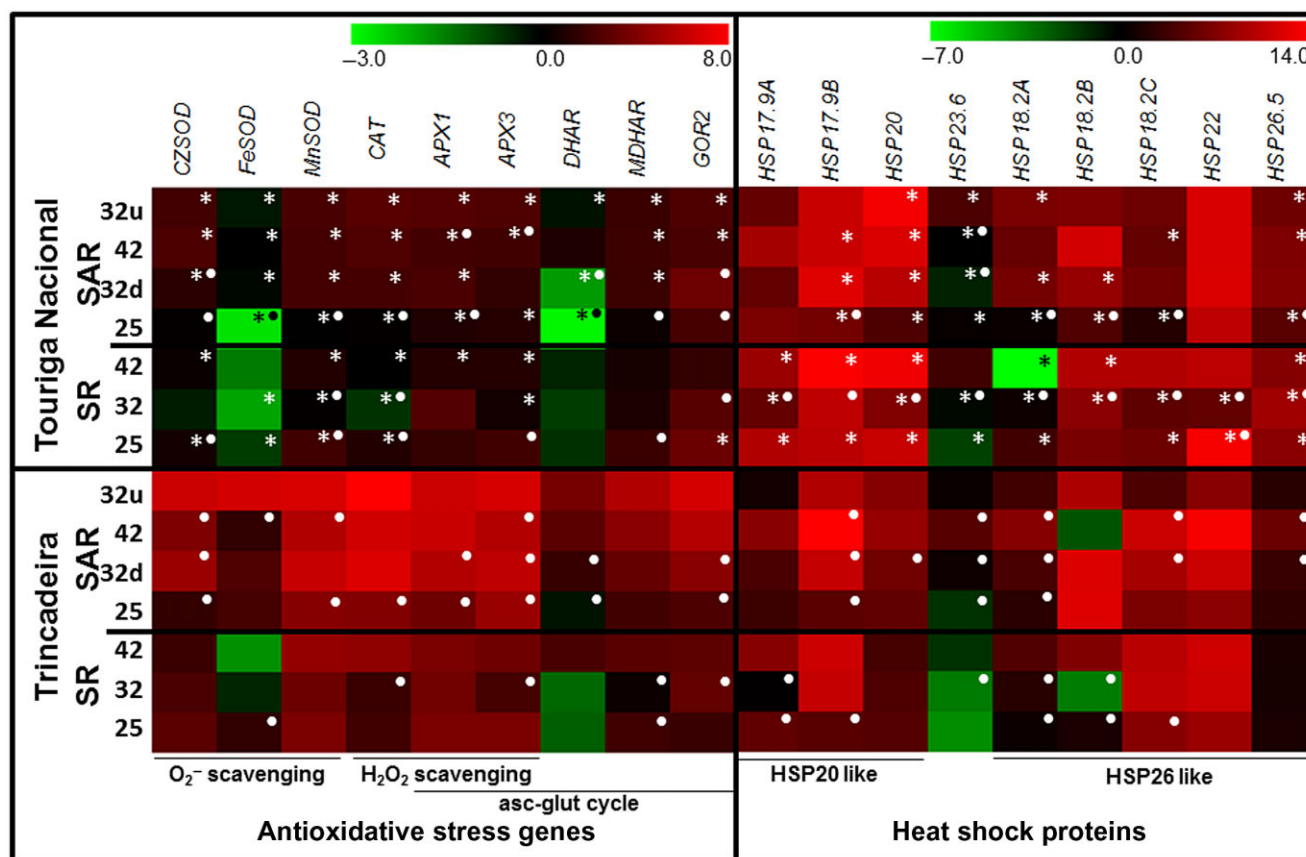 –3.0 0.0 8.0
–7.0 0.0 14.0
CZSOD FeSOD MnSOD CAT APX1 APX3 DHAR MDHAR GOR2
HSP17.9A HSP17.9B HSP20 HSP23.6 HSP18.2A HSP18.2B HSP18.2C HSP22 HSP26.5
Touriga Nacional
SAR
32u
42
32d
25
SR
42
32
25
Trincadeira
SAR
32u
42
32d
25
SR
42
32
25
O₂⁻ scavenging H₂O₂ scavenging
asc-glut cycle
HSP20 like HSP26 like
Antioxidative stress genes
Heat shock proteins